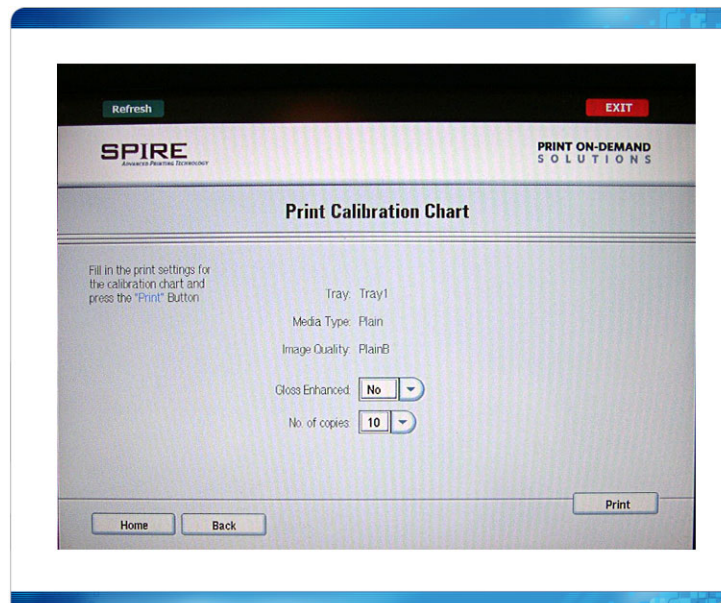 Refresh
EXIT
SPIRE
ADVANCED PRINTING TECHNOLOGY
PRINT ON-DEMAND
SOLUTIONS
Print Calibration Chart
Fill in the print settings for
the calibration chart and
press the "Print" Button
Tray: Tray1
Media Type: Plain
Image Quality: PlainB
Gloss Enhanced: No
No. of copies: 10
Print
Home
Back